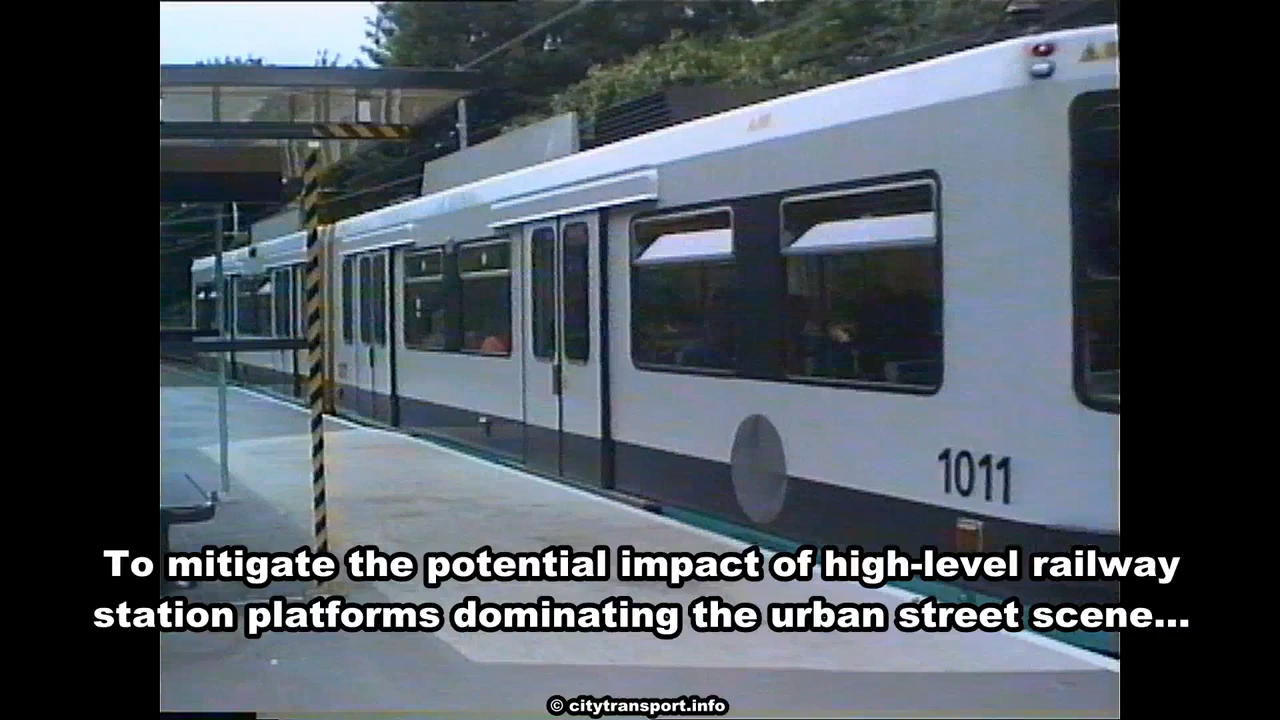 1011
To mitigate the potential impact of high-level railway
station platforms dominating the urban street scene...
© citytransport.info